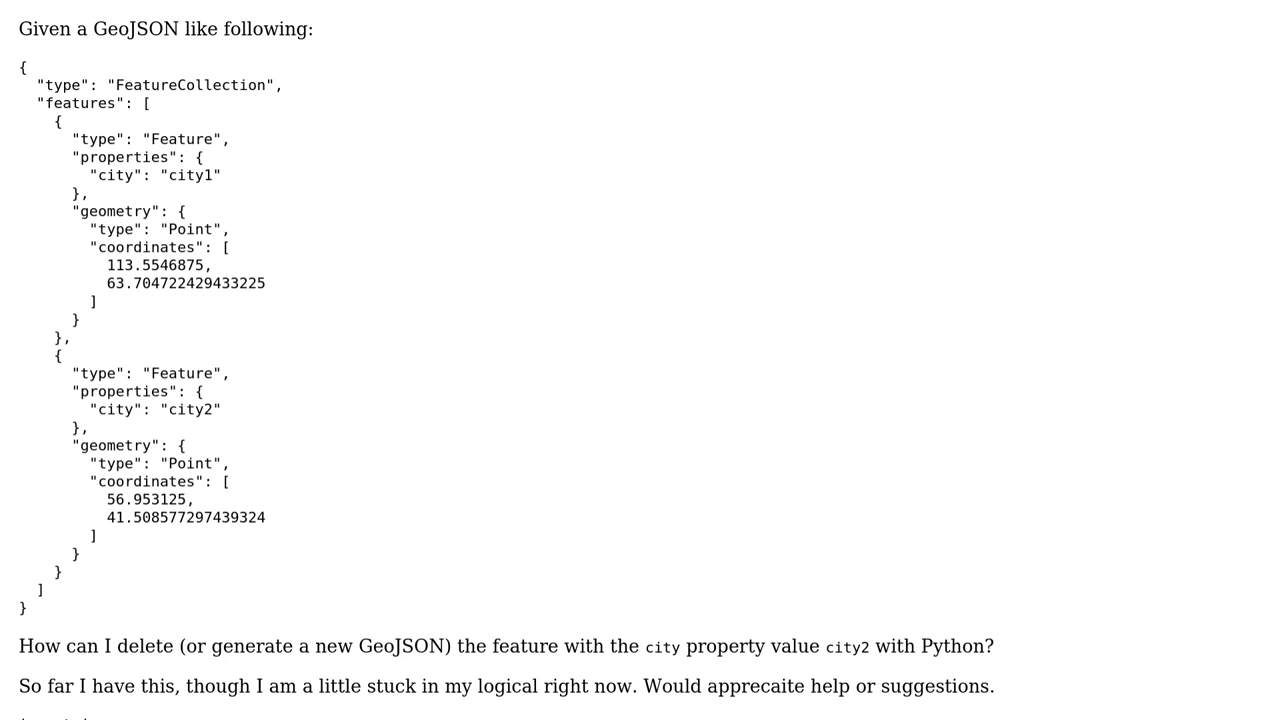 Given a GeoJSON like following:
{
  "type": "FeatureCollection",
  "features": [
    {
      "type": "Feature",
      "properties": {
        "city": "city1"
      },
      "geometry": {
        "type": "Point",
        "coordinates": [
          113.5546875,
          63.704722429433225
        ]
      }
    },
    {
      "type": "Feature",
      "properties": {
        "city": "city2"
      },
      "geometry": {
        "type": "Point",
        "coordinates": [
          56.953125,
          41.508577297439324
        ]
      }
    }
  ]
}
How can I delete (or generate a new GeoJSON) the feature with the city property value city2 with Python?
So far I have this, though I am a little stuck in my logical right now. Would apprecaite help or suggestions.